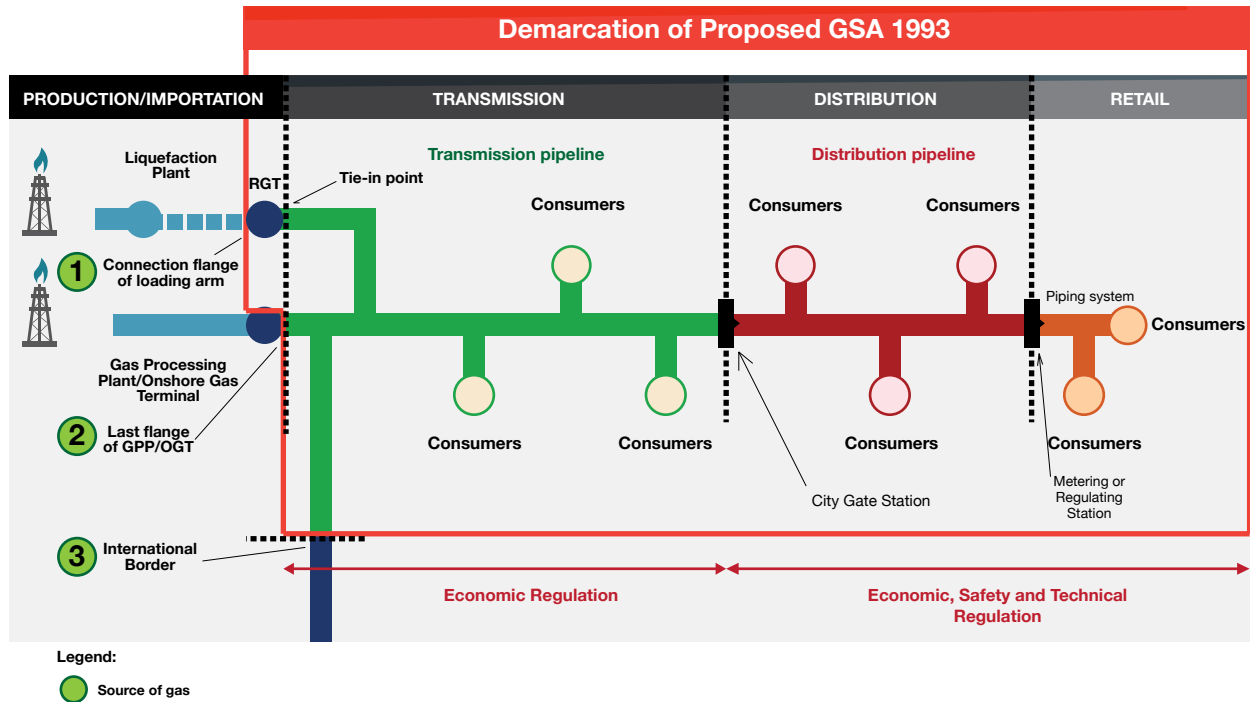 Demarcation of Proposed GSA 1993
PRODUCTION/IMPORTATION
TRANSMISSION
DISTRIBUTION
RETAIL
Liquefaction
Plant
RGT
Tie-in point
Transmission pipeline
Distribution pipeline
Consumers
Consumers
Consumers
1
Connection flange
of loading arm
Piping system
Consumers
Gas Processing
Plant/Onshore Gas
Terminal
2
Last flange
of GPP/OGT
Consumers
Consumers
Consumers
Consumers
City Gate Station
Metering or
Regulating
Station
3
International
Border
Economic Regulation
Economic, Safety and Technical
Regulation
Legend:
Source of gas